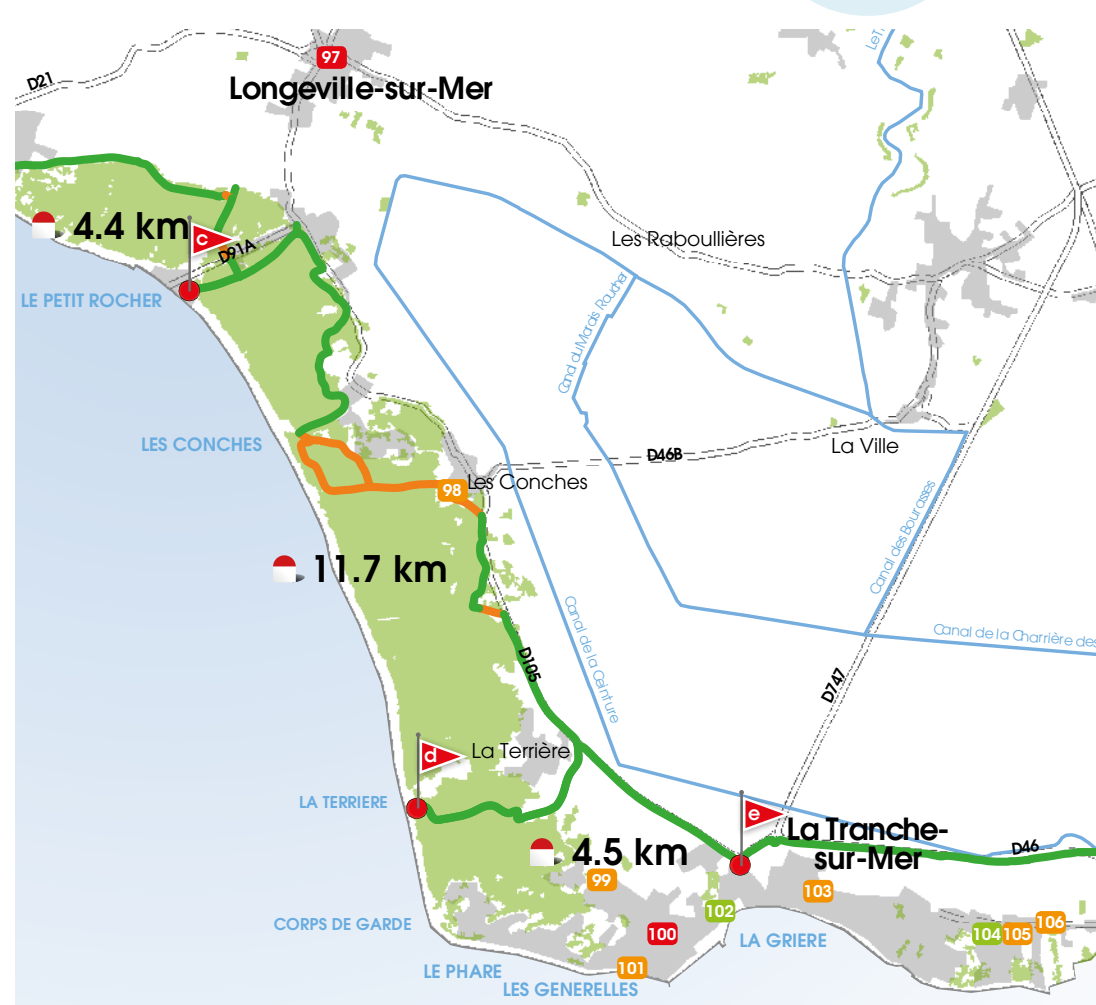 97
D21
Longeville-sur-Mer
4.4 km
c
D91A
Les Raboullières
LE PETIT ROCHER
Canal du Marais Roucher
LES CONCHES
D46B
La Ville
98
Les Conches
Canal des Bourasses
11.7 km
Canal de la Ceinture
Canal de la Charrière des
D105
D747
d
La Terrière
LA TERRIERE
e
La Tranche-
sur-Mer
D46
4.5 km
99
103
102
CORPS DE GARDE
100
LA GRIERE
104
105
106
LE PHARE
101
LES GENERELLES